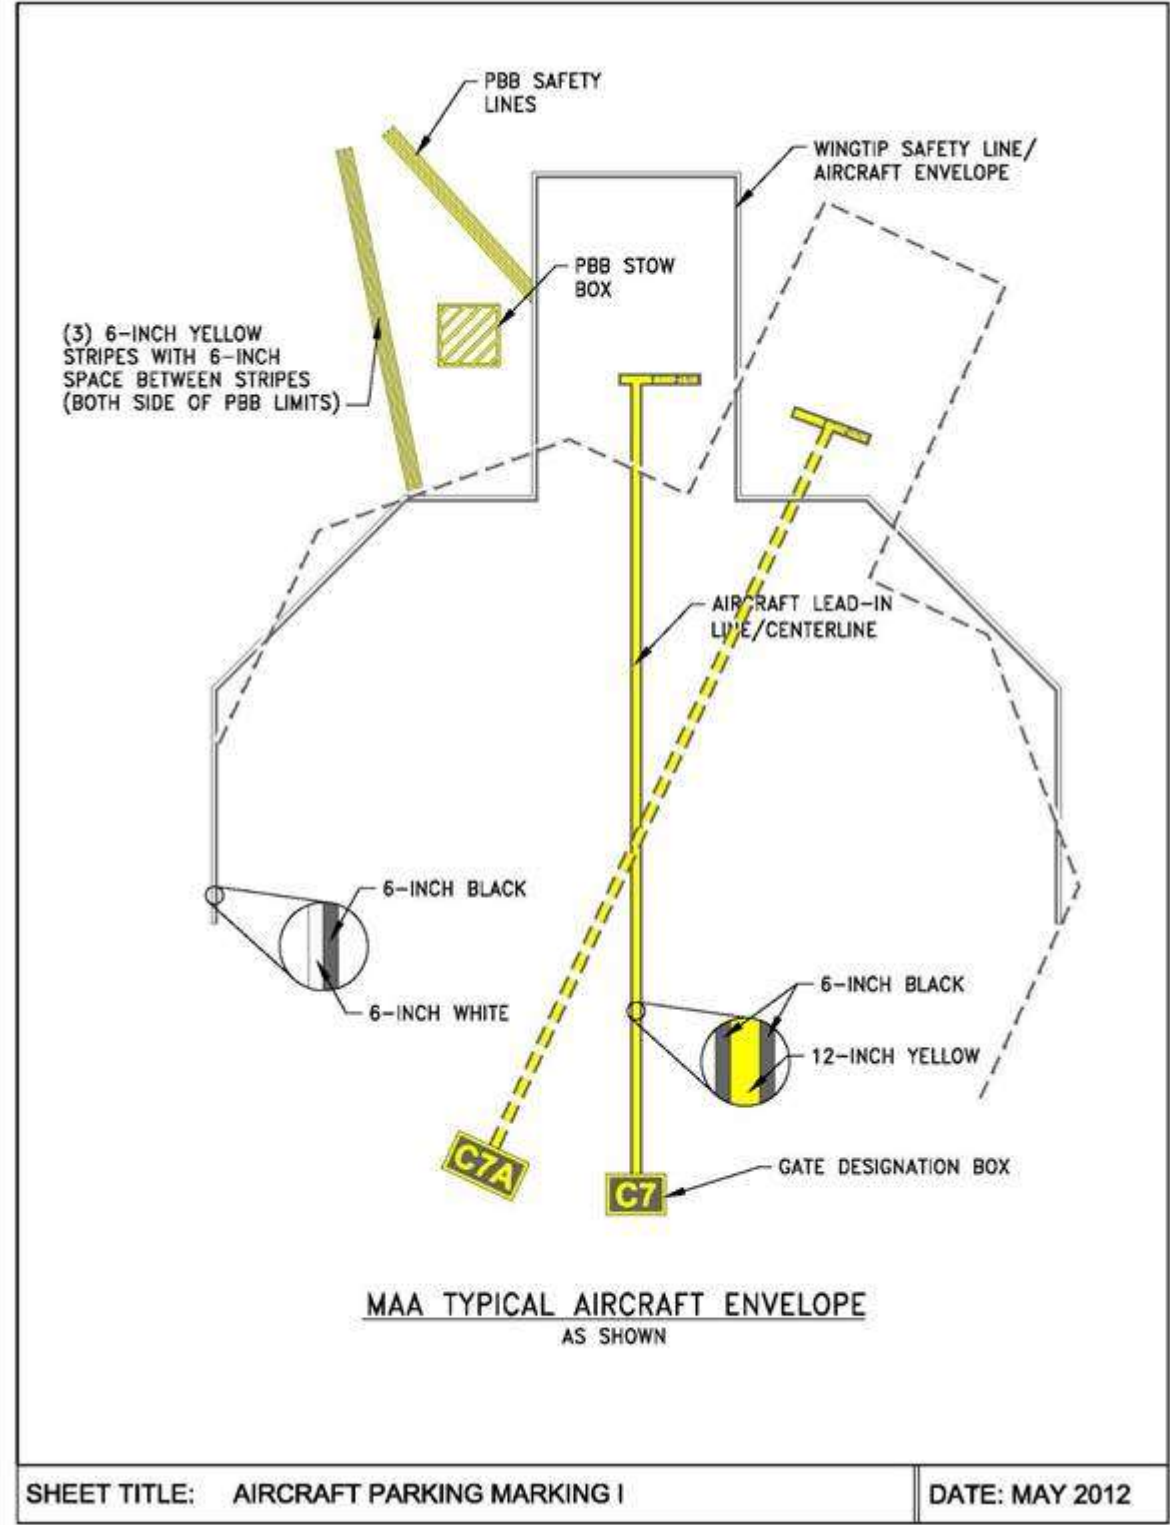 PBB SAFETY
LINES
WINGTIP SAFETY LINE/
AIRCRAFT ENVELOPE
PBB STOW
BOX
(3) 6-INCH YELLOW
STRIPES WITH 6-INCH
SPACE BETWEEN STRIPES
(BOTH SIDE OF PBB LIMITS)
AIRCRAFT LEAD-IN
LINE/CENTERLINE
6-INCH BLACK
6-INCH WHITE
6-INCH BLACK
12-INCH YELLOW
C7A
C7
GATE DESIGNATION BOX
MAA TYPICAL AIRCRAFT ENVELOPE
AS SHOWN
SHEET TITLE: AIRCRAFT PARKING MARKING I
DATE: MAY 2012